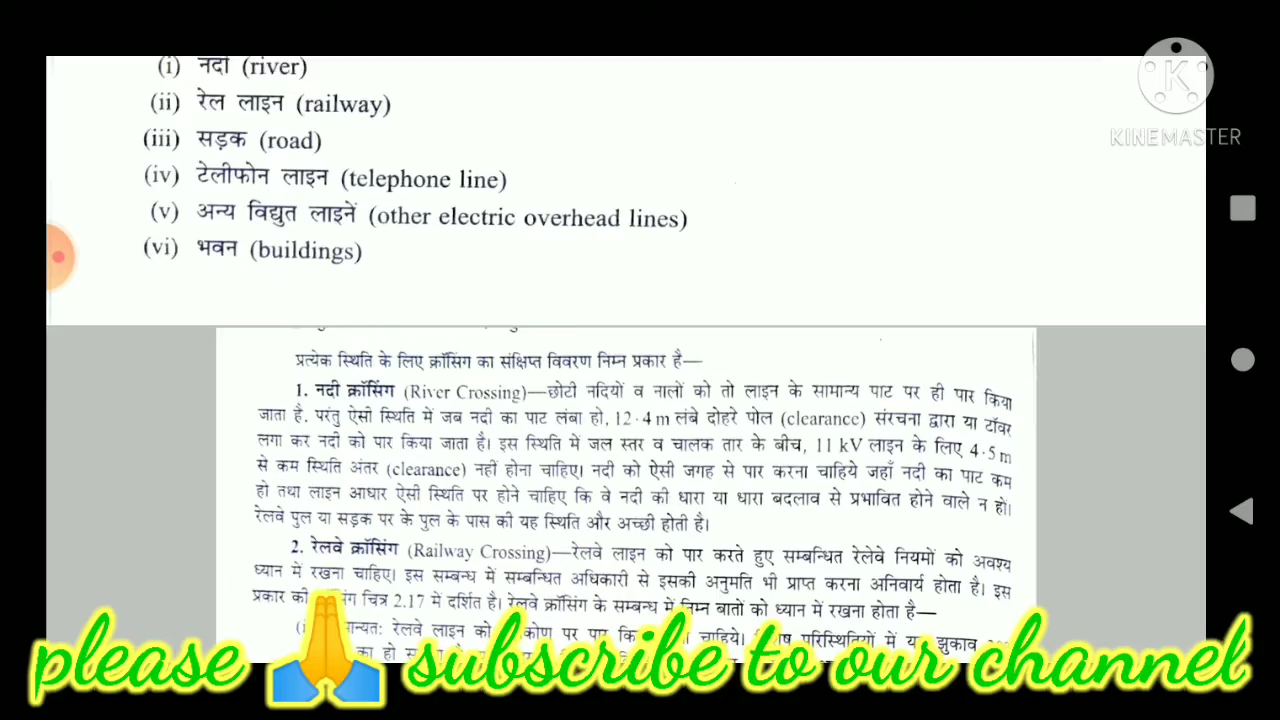 (i) नदी (river)
(ii) रेल लाइन (railway)
(iii) सड़क (road)
(iv) टेलीफोन लाइन (telephone line)
(v) अन्य विद्युत लाइनें (other electric overhead lines)
(vi) भवन (buildings)
KINEMASTER
प्रत्येक स्थिति के लिए क्रॉसिंग का संक्षिप्त विवरण निम्न प्रकार है—
1. नदी क्रॉसिंग (River Crossing)—छोटी नदियों व नालों को तो लाइन के सामान्य पाट पर ही पार किया
जाता है. परंतु ऐसी स्थिति में जब नदी का पाट लंबा हो, 12·4 m लंबे दोहरे पोल (clearance) संरचना द्वारा या टॉवर
लगा कर नदी को पार किया जाता है। इस स्थिति में जल स्तर व चालक तार के बीच, 11 kV लाइन के लिए 4·5 m
से कम स्थिति अंतर (clearance) नहीं होना चाहिए। नदी को ऐसी जगह से पार करना चाहिये जहाँ नदी का पाट कम
हो तथा लाइन आधार ऐसी स्थिति पर होने चाहिए कि वे नदी की धारा या धारा बदलाव से प्रभावित होने वाले न हो।
रेलवे पुल या सड़क पर के पुल के पास की यह स्थिति और अच्छी होती है।
2. रेलवे क्रॉसिंग (Railway Crossing)—रेलवे लाइन को पार करते हुए सम्बन्धित रेलेवे नियमों को अवश्य
ध्यान में रखना चाहिए। इस सम्बन्ध में सम्बन्धित अधिकारी से इसकी अनुमति भी प्राप्त करना अनिवार्य होता है। इस
प्रकार की चित्र 2.17 में दर्शित है। रेलवे क्रॉसिंग के सम्बन्ध में निम्न बातों को ध्यान में रखना होता है—
रेलवे लाइन को पर परिस्थितियों में झुकाव
का हो
please 🙏 subscribe to our channel